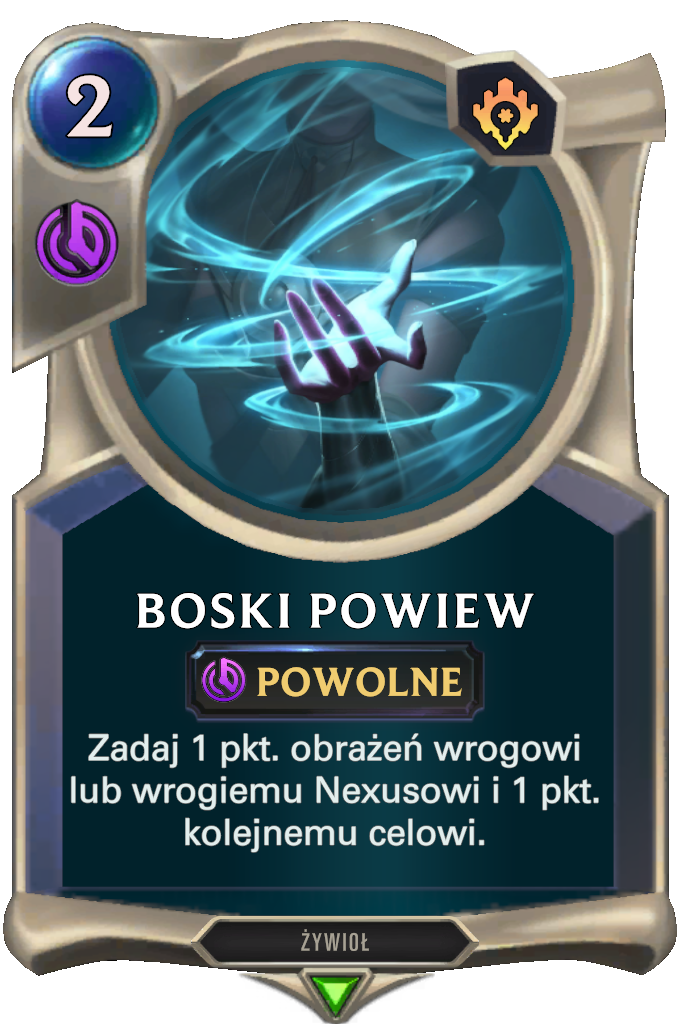 2
BOSKI POWIEW
POWOLNE
Zadaj 1 pkt. obrażeń wrogowi
lub wrogiemu Nexusowi i 1 pkt.
kolejnemu celowi.
ŻYWIOŁ